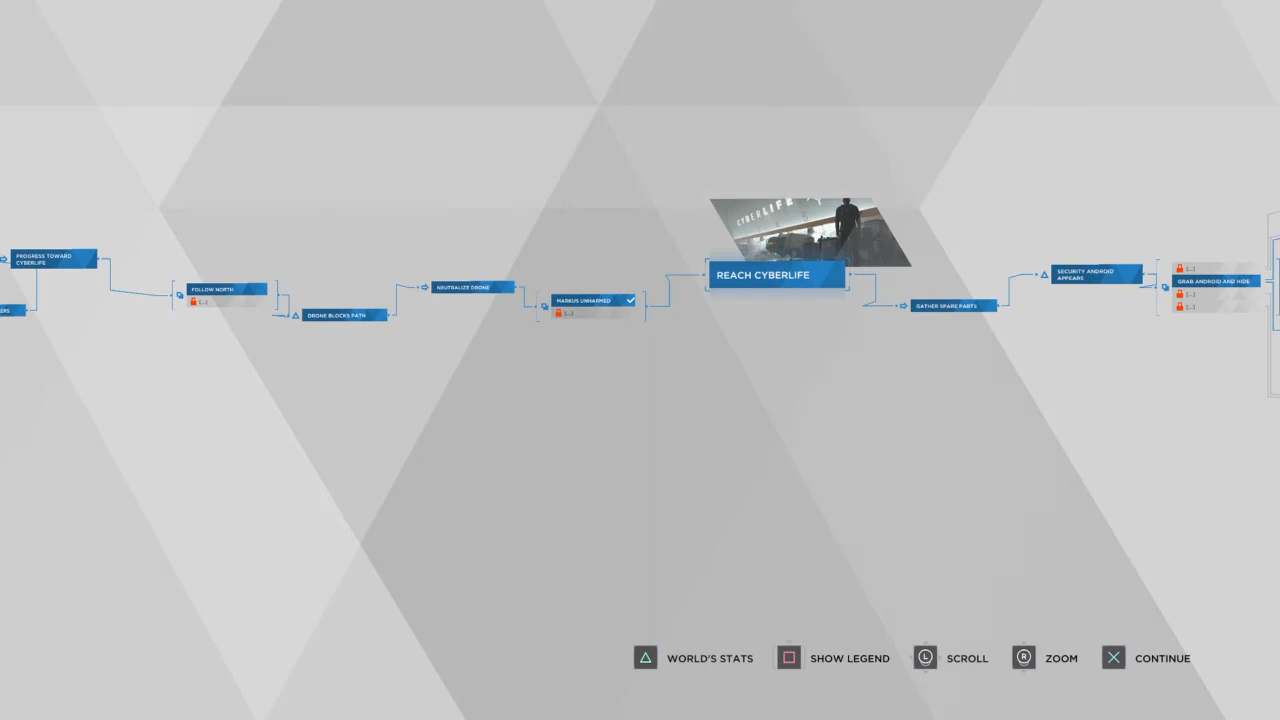 PROGRESS TOWARD
CYBERLIFE
ERS
FOLLOW NORTH
[...]
DRONE BLOCKS PATH
NEUTRALIZE DRONE
MARKUS UNHARMED
[...]
CYBERLIFE
REACH CYBERLIFE
GATHER SPARE PARTS
SECURITY ANDROID
APPEARS
[...]
GRAB ANDROID AND HIDE
[...]
[...]
WORLD'S STATS
SHOW LEGEND
L
SCROLL
R
ZOOM
CONTINUE